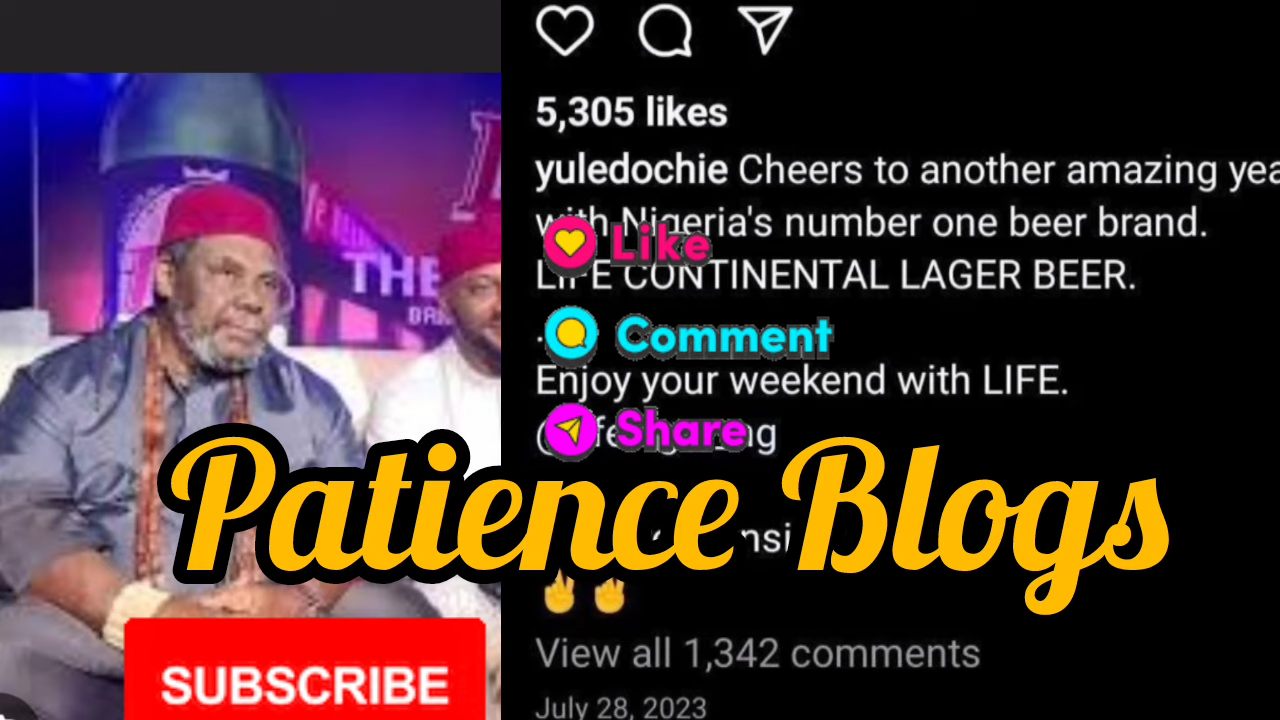 THE
5,305 likes
yuledochie Cheers to another amazing yea
with Nigeria's number one beer brand.
Like
LIFE CONTINENTAL LAGER BEER.
Comment
Enjoy your weekend with LIFE.
Share
Patience Blogs
View all 1,342 comments
July 28, 2023
SUBSCRIBE